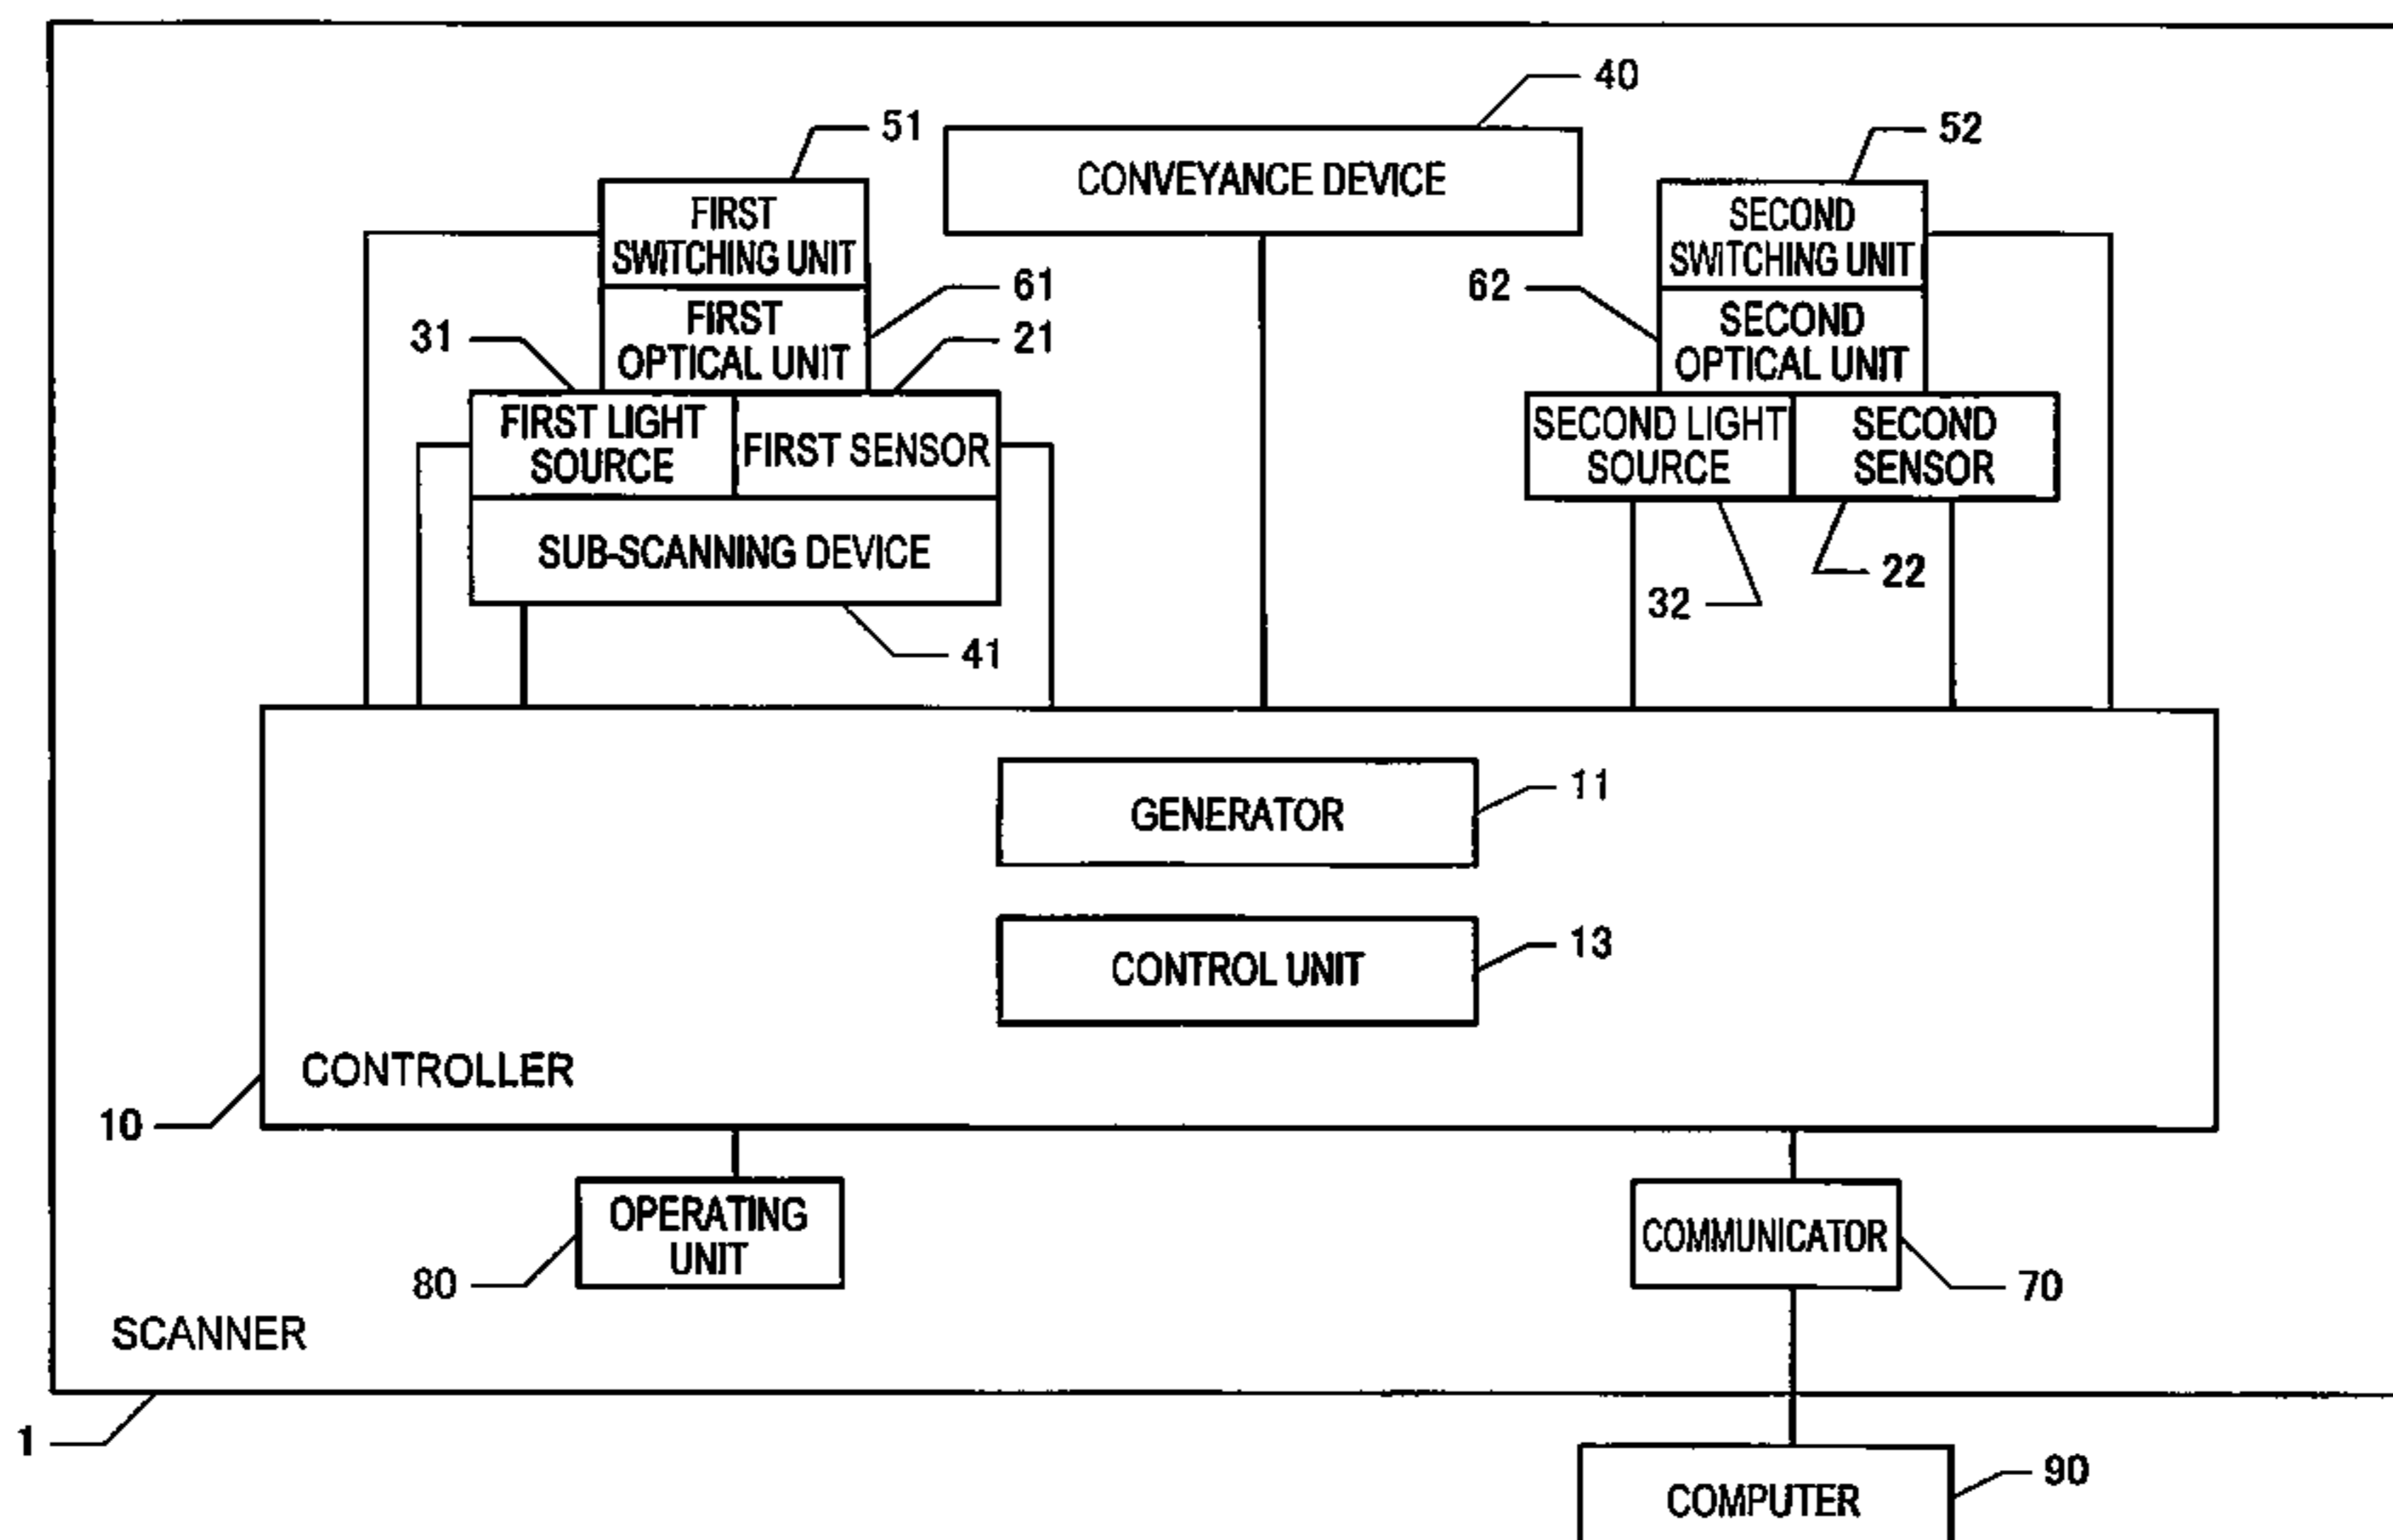 40
51
52
CONVEYANCE DEVICE
FIRST
SWITCHING UNIT
SECOND
SWITCHING UNIT
61
62
FIRST
OPTICAL UNIT
SECOND
OPTICAL UNIT
31
21
FIRST LIGHT
SOURCE
FIRST SENSOR
SECOND LIGHT
SOURCE
SECOND
SENSOR
SUB-SCANNING DEVICE
22
32
41
GENERATOR
11
CONTROL UNIT
13
CONTROLLER
10
OPERATING
UNIT
COMMUNICATOR
80
70
SCANNER
1
COMPUTER
90